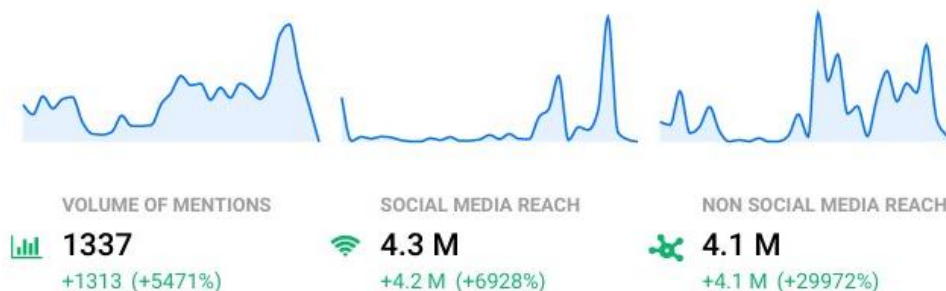 VOLUME OF MENTIONS
1337
+1313 (+5471%)
SOCIAL MEDIA REACH
4.3 M
+4.2 M (+6928%)
NON SOCIAL MEDIA REACH
4.1 M
+4.1 M (+29972%)